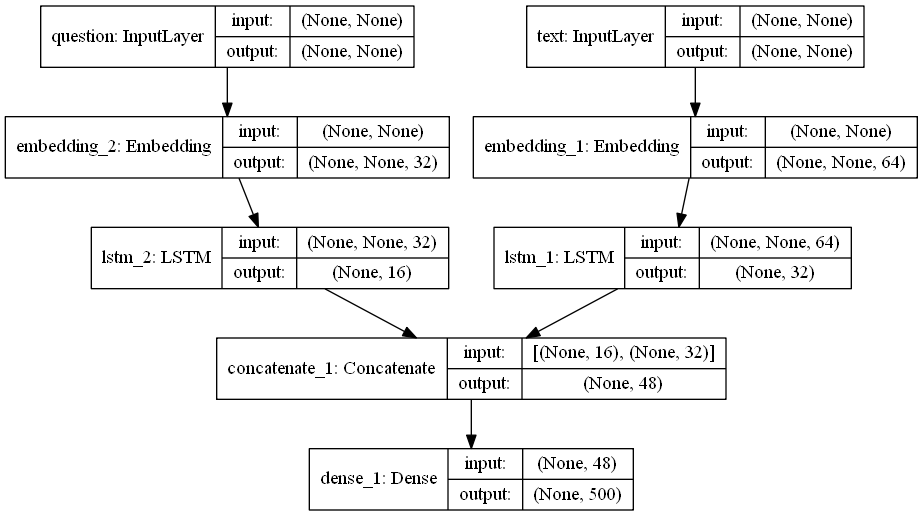 question: InputLayer
input:
(None, None)
output:
(None, None)
text: InputLayer
input:
(None, None)
output:
(None, None)
embedding_2: Embedding
input:
(None, None)
output:
(None, None, 32)
embedding_1: Embedding
input:
(None, None)
output:
(None, None, 64)
lstm_2: LSTM
input:
(None, None, 32)
output:
(None, 16)
lstm_1: LSTM
input:
(None, None, 64)
output:
(None, 32)
concatenate_1: Concatenate
input:
[(None, 16), (None, 32)]
output:
(None, 48)
dense_1: Dense
input:
(None, 48)
output:
(None, 500)